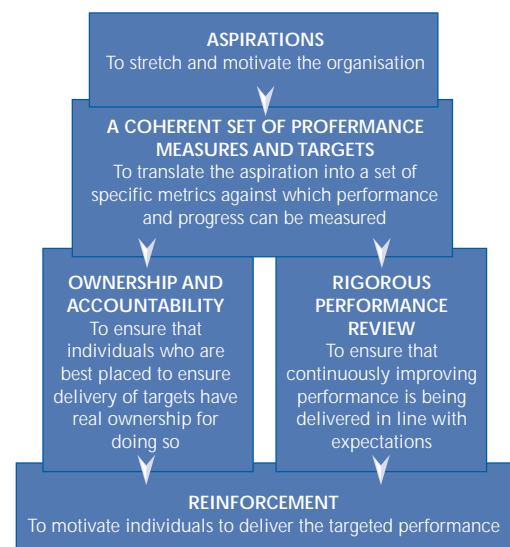 ASPIRATIONS
To stretch and motivate the organisation
A COHERENT SET OF PROFERMANCE
MEASURES AND TARGETS
To translate the aspiration into a set of
specific metrics against which performance
and progress can be measured
OWNERSHIP AND
ACCOUNTABILITY
To ensure that
individuals who are
best placed to ensure
delivery of targets have
real ownership for
doing so
RIGOROUS
PERFORMANCE
REVIEW
To ensure that
continuously improving
performance is being
delivered in line with
expectations
REINFORCEMENT
To motivate individuals to deliver the targeted performance